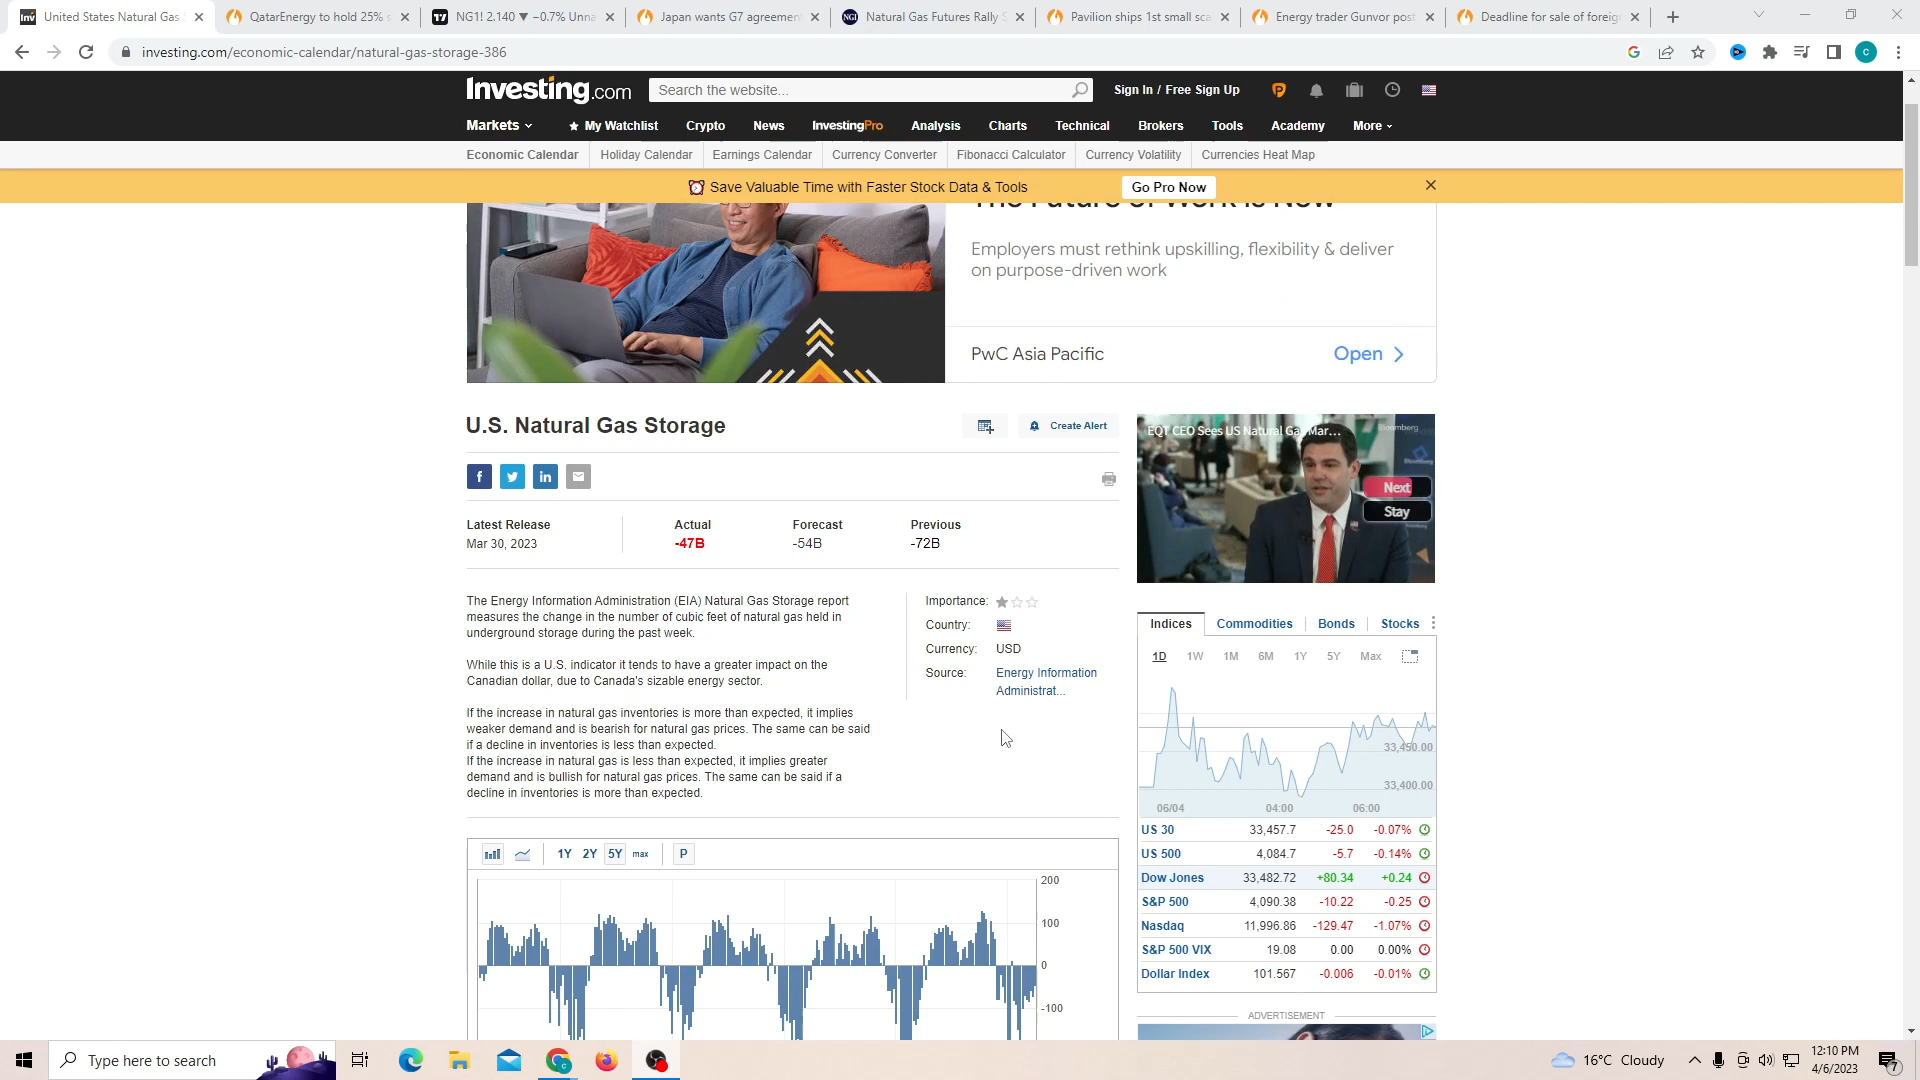 United States Natural Gas
QatarEnergy to hold 25% s
NG1! 2.140 ▼ −0.7% Unna
Japan wants G7 agreement
Natural Gas Futures Rally S
Pavilion ships 1st small sca
Energy trader Gunvor post
Deadline for sale of foreig
investing.com/economic-calendar/natural-gas-storage-386
Investing.com
Search the website...
Sign In / Free Sign Up
Markets
My Watchlist
Crypto
News
InvestingPro
Analysis
Charts
Technical
Brokers
Tools
Academy
More
Economic Calendar
Holiday Calendar
Earnings Calendar
Currency Converter
Fibonacci Calculator
Currency Volatility
Currencies Heat Map
Save Valuable Time with Faster Stock Data & Tools
Go Pro Now
The Future of Work is Now
Employers must rethink upskilling, flexibility & deliver
on purpose-driven work
PwC Asia Pacific
Open
U.S. Natural Gas Storage
Create Alert
Latest Release
Mar 30, 2023
Actual
-47B
Forecast
-54B
Previous
-72B
The Energy Information Administration (EIA) Natural Gas Storage report
measures the change in the number of cubic feet of natural gas held in
underground storage during the past week.
While this is a U.S. indicator it tends to have a greater impact on the
Canadian dollar, due to Canada's sizable energy sector.
If the increase in natural gas inventories is more than expected, it implies
weaker demand and is bearish for natural gas prices. The same can be said
if a decline in inventories is less than expected.
If the increase in natural gas is less than expected, it implies greater
demand and is bullish for natural gas prices. The same can be said if a
decline in inventories is more than expected.
Importance:
Country:
Currency: USD
Source: Energy Information
Administrat...
1Y 2Y 5Y max P
200
100
0
-100
EQT CEO Sees US Natural Gas Mar...
Bloomberg
Next
Stay
Indices Commodities Bonds Stocks
1D 1W 1M 6M 1Y 5Y Max
33,450.00
33,400.00
06/04 04:00 06:00
US 30 33,457.7 -25.0 -0.07%
US 500 4,084.7 -5.7 -0.14%
Dow Jones 33,482.72 +80.34 +0.24
S&P 500 4,090.38 -10.22 -0.25
Nasdaq 11,996.86 -129.47 -1.07%
S&P 500 VIX 19.08 0.00 0.00%
Dollar Index 101.567 -0.006 -0.01%
ADVERTISEMENT
Type here to search
16°C Cloudy
12:10 PM
4/6/2023
7